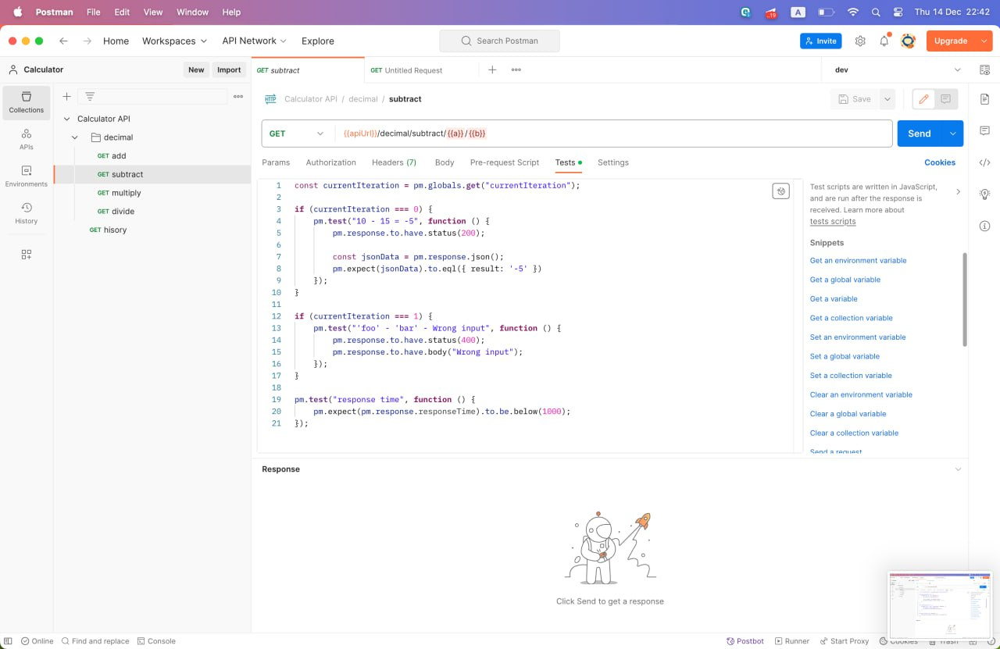 Postman File Edit View Window Help
..19 A Thu 14 Dec 22:42
Home Workspaces API Network Explore Search Postman Invite Upgrade
Calculator New Import
GET subtract GET Untitled Request dev
Collections
APIs
Environments
History
Calculator API
decimal
GET add
GET subtract
GET multiply
GET divide
GET hisory
HTTP Calculator API / decimal / subtract Save
GET {{apiUrl}}/decimal/subtract/{{a}}/{{b}} Send
Params Authorization Headers (7) Body Pre-request Script Tests Settings Cookies
1 const currentIteration = pm.globals.get("currentIteration");
2
3 if (currentIteration === 0) {
4 pm.test("10 - 15 = -5", function () {
5 pm.response.to.have.status(200);
6
7 const jsonData = pm.response.json();
8 pm.expect(jsonData).to.eql({ result: '-5' })
9 });
10 }
11
12 if (currentIteration === 1) {
13 pm.test("'foo' - 'bar' - Wrong input", function () {
14 pm.response.to.have.status(400);
15 pm.response.to.have.body("Wrong input");
16 });
17 }
18
19 pm.test("response time", function () {
20 pm.expect(pm.response.responseTime).to.be.below(1000);
21 });
Test scripts are written in JavaScript,
and are run after the response is
received. Learn more about
tests scripts
Snippets
Get an environment variable
Get a global variable
Get a variable
Get a collection variable
Set an environment variable
Set a global variable
Set a collection variable
Clear an environment variable
Clear a global variable
Clear a collection variable
Send a request
Response
Click Send to get a response
Online Find and replace Console Postbot Runner Start Proxy Cookies Trash